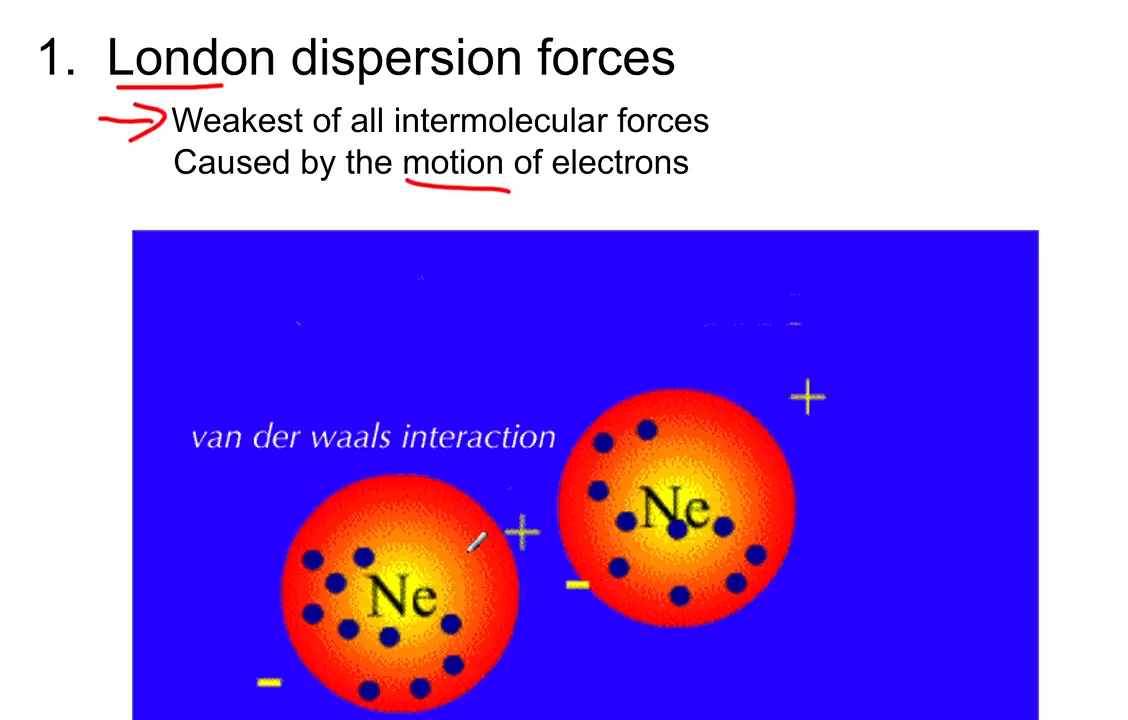 1. London dispersion forces
Weakest of all intermolecular forces
Caused by the motion of electrons
van der waals interaction
+
Ne
+
Ne
-
-